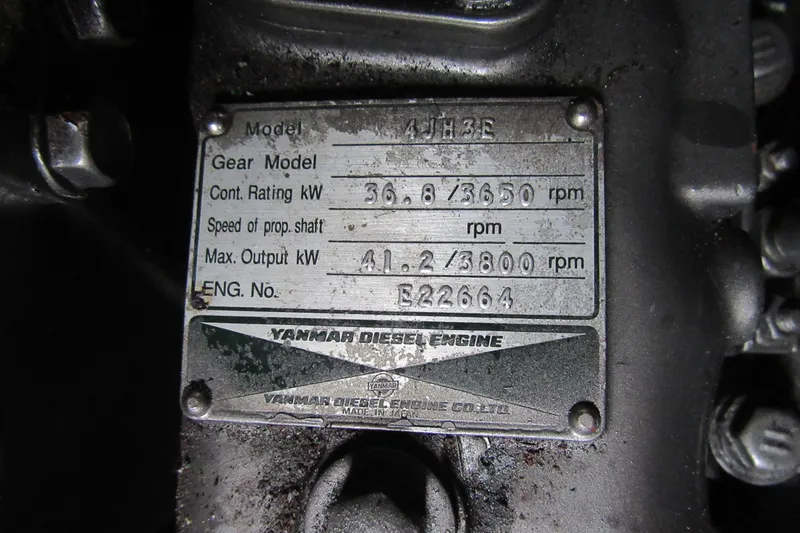 Model 4JH3E
Gear Model
Cont. Rating kW 36.8/3650 rpm
Speed of prop. shaft rpm
Max. Output kW 41.2/3800 rpm
ENG. No. E22664
YANMAR DIESEL ENGINE
YANMAR
YANMAR DIESEL ENGINE CO.,LTD.
MADE IN JAPAN